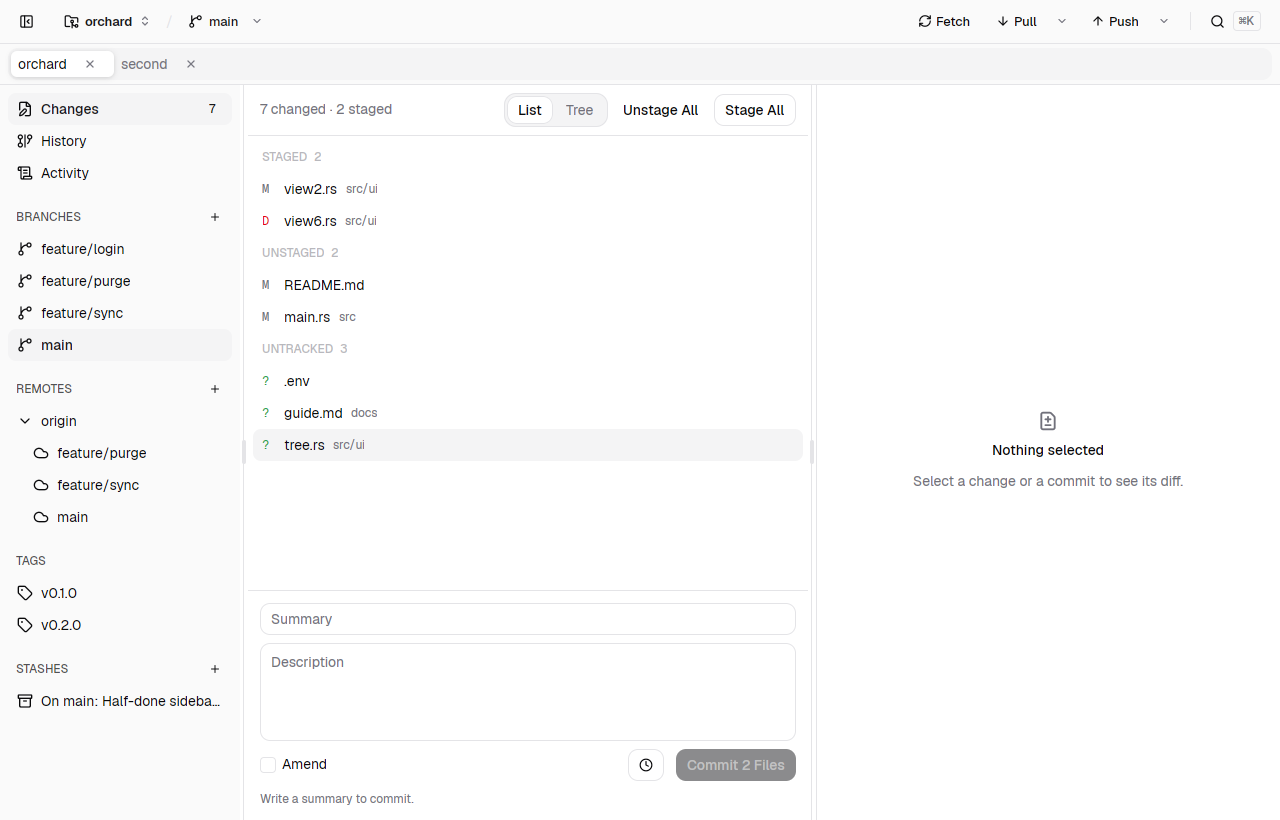 orchard / main
Fetch Pull Push ⌘K
orchard second
Changes 7
History
Activity
BRANCHES
feature/login
feature/purge
feature/sync
main
REMOTES
origin
feature/purge
feature/sync
main
TAGS
v0.1.0
v0.2.0
STASHES
On main: Half-done sideba...
7 changed · 2 staged List Tree Unstage All Stage All
STAGED 2
M view2.rs src/ui
D view6.rs src/ui
UNSTAGED 2
M README.md
M main.rs src
UNTRACKED 3
? .env
? guide.md docs
? tree.rs src/ui
Summary
Description
Amend Commit 2 Files
Write a summary to commit.
Nothing selected
Select a change or a commit to see its diff.